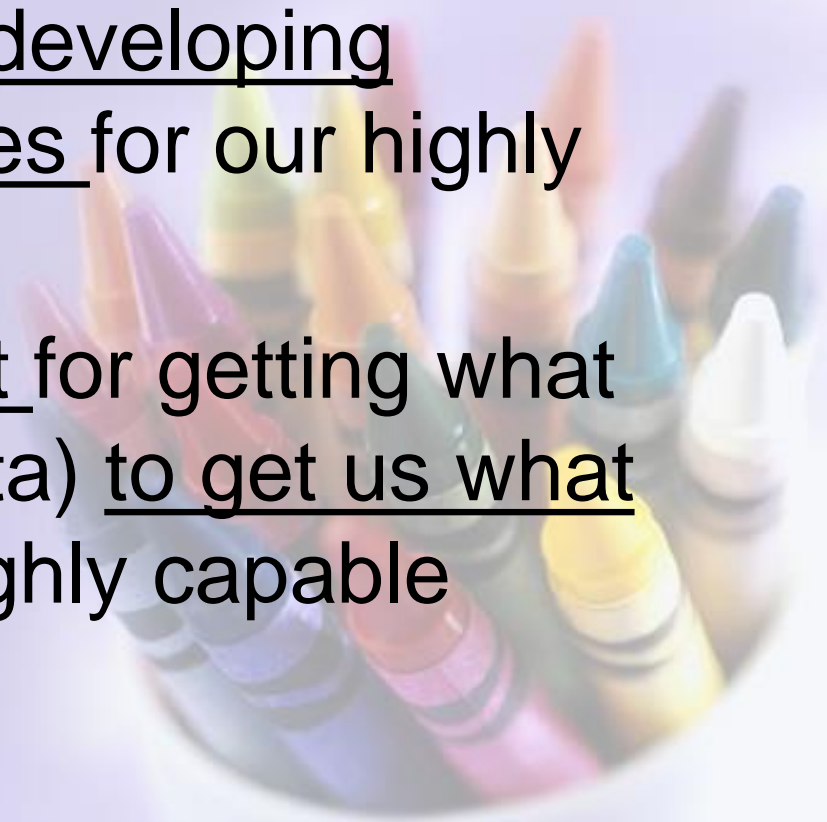 developing
es for our highly
t for getting what
ta) to get us what
ghly capable